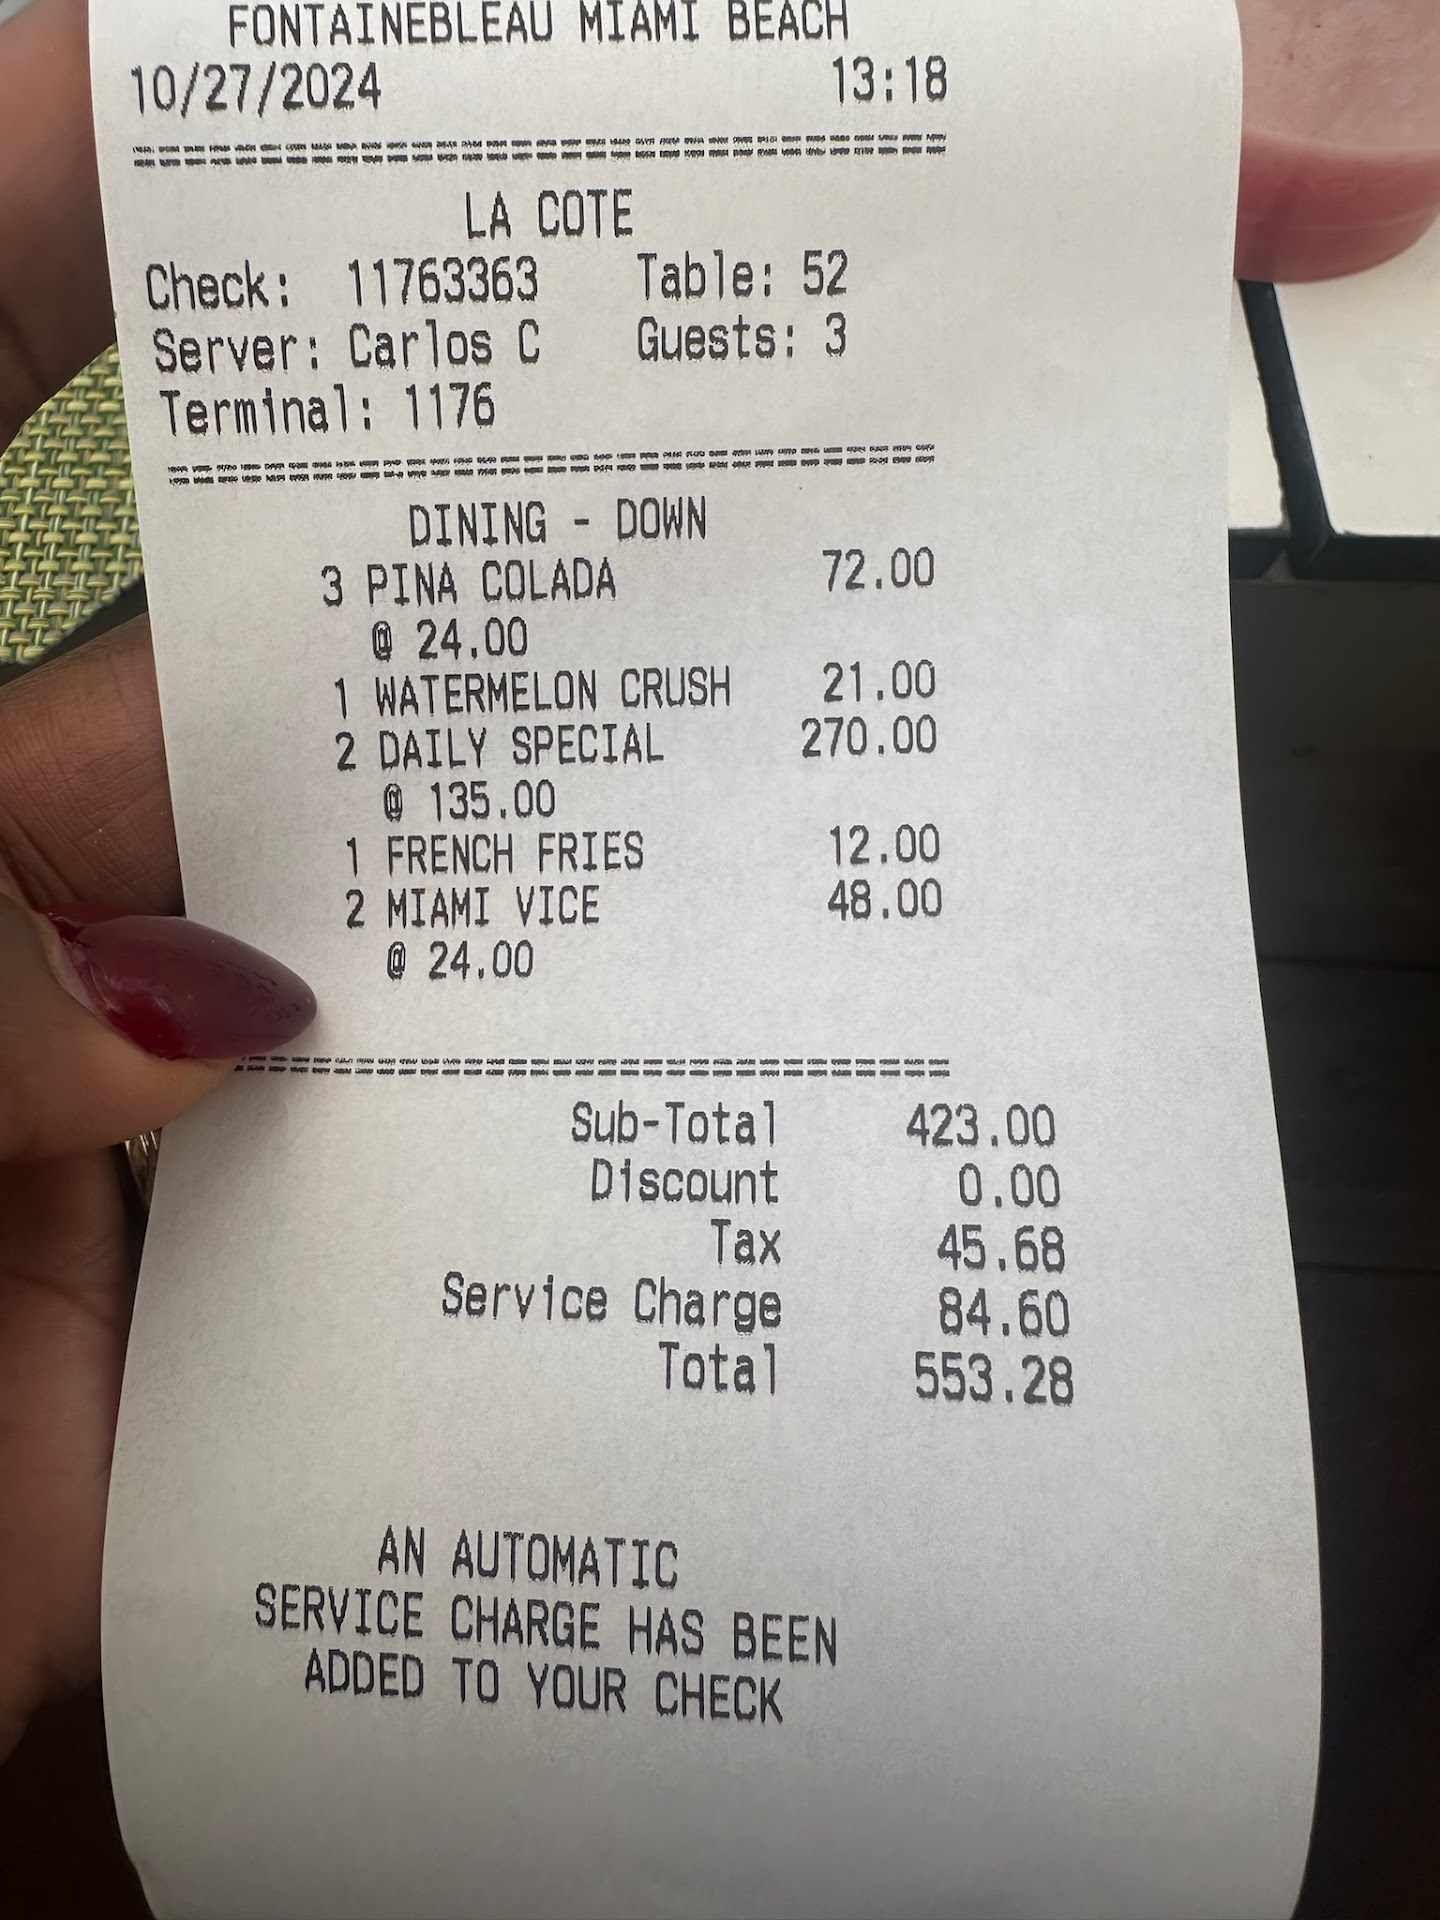 FONTAINEBLEAU MIAMI BEACH
10/27/2024 13:18
LA COTE
Check: 11763363 Table: 52
Server: Carlos C Guests: 3
Terminal: 1176
DINING - DOWN
3 PINA COLADA 72.00
@ 24.00
1 WATERMELON CRUSH 21.00
2 DAILY SPECIAL 270.00
@ 135.00
1 FRENCH FRIES 12.00
2 MIAMI VICE 48.00
@ 24.00
Sub-Total 423.00
Discount 0.00
Tax 45.68
Service Charge 84.60
Total 553.28
AN AUTOMATIC
SERVICE CHARGE HAS BEEN
ADDED TO YOUR CHECK